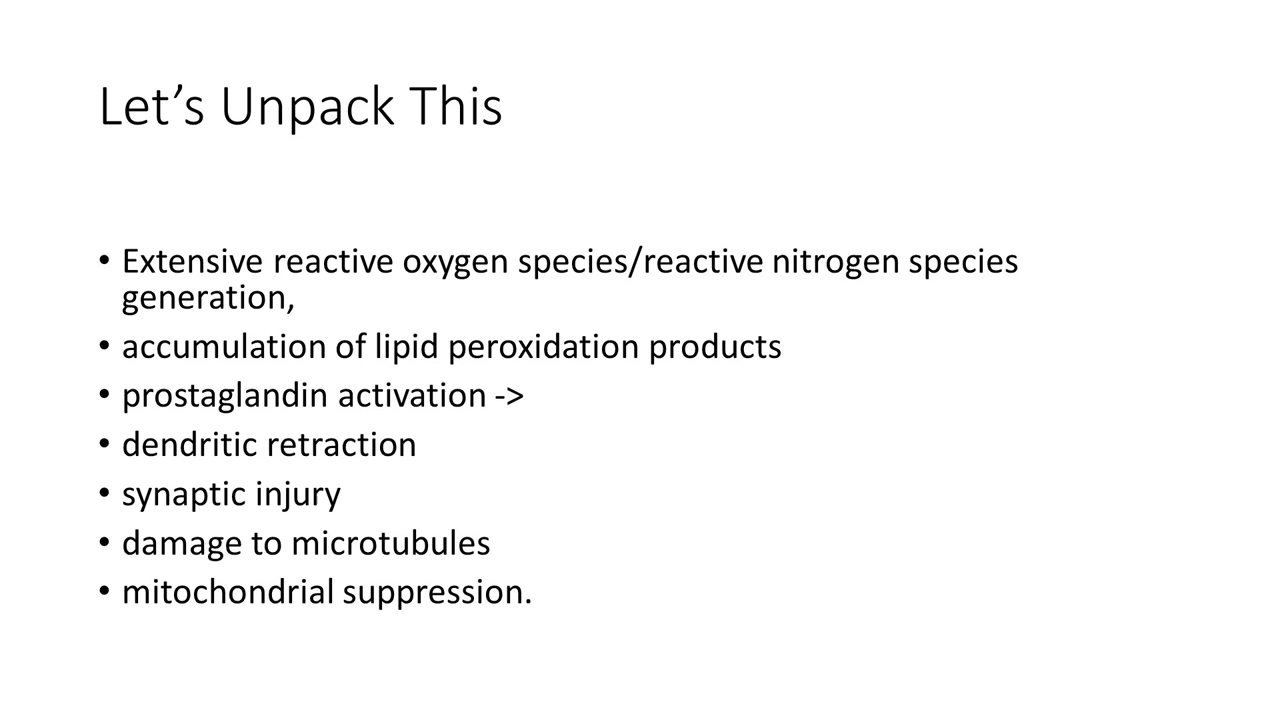 Let’s Unpack This
• Extensive reactive oxygen species/reactive nitrogen species
generation,
• accumulation of lipid peroxidation products
• prostaglandin activation ->
• dendritic retraction
• synaptic injury
• damage to microtubules
• mitochondrial suppression.